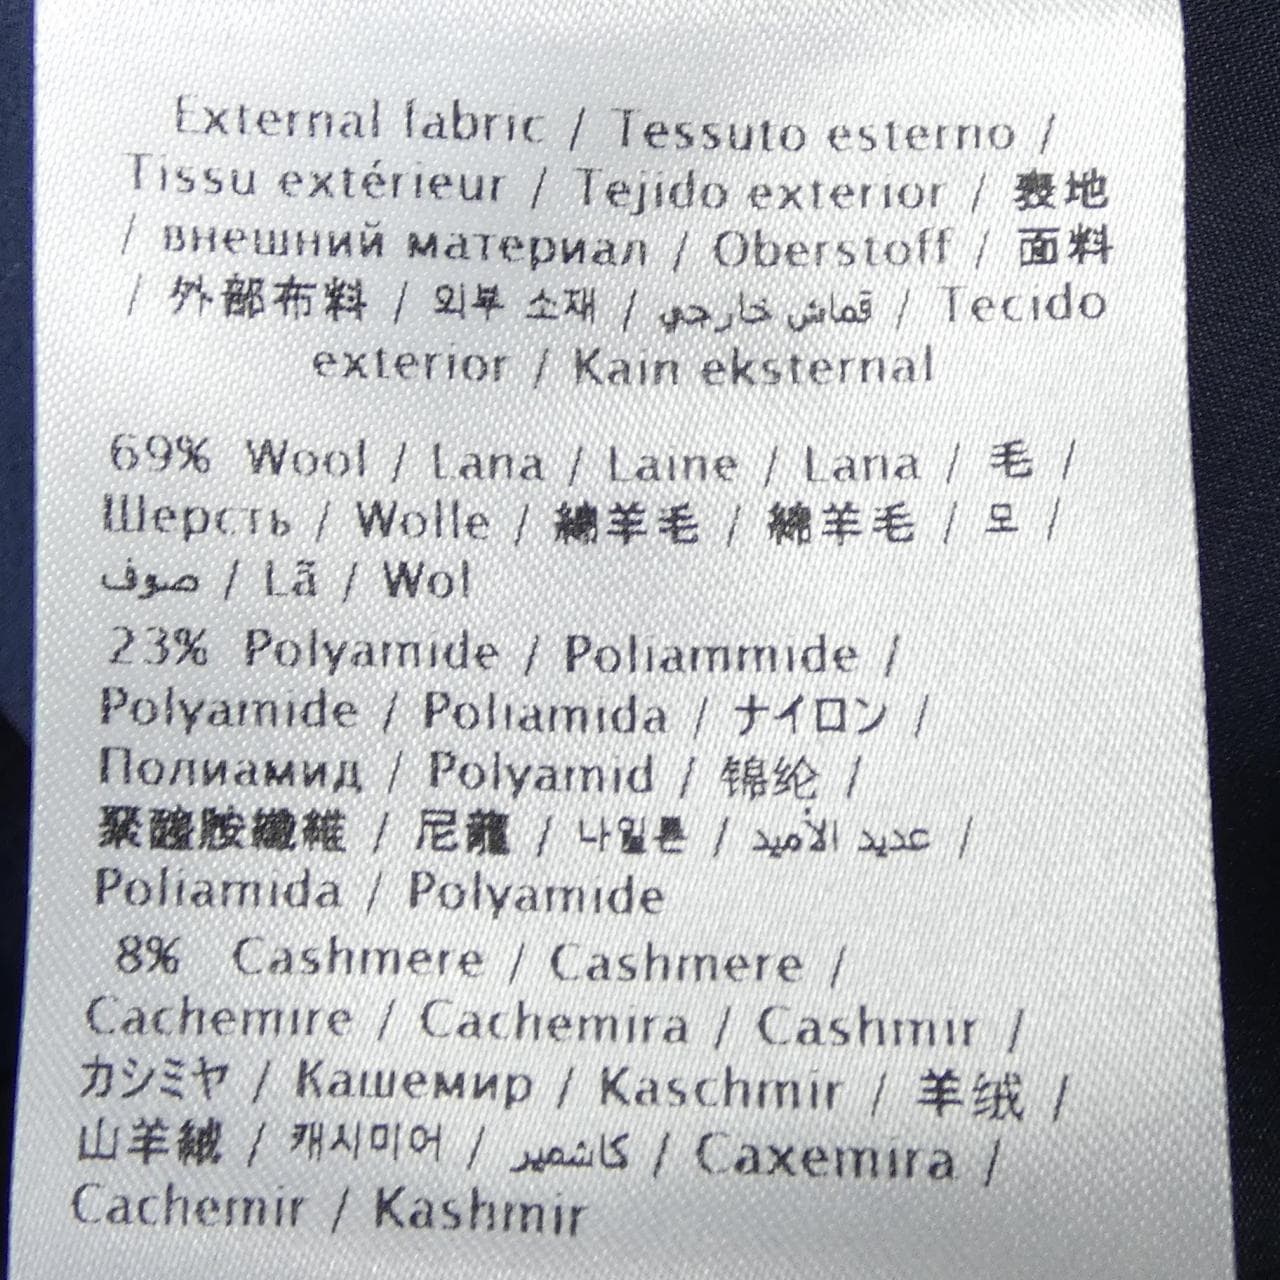 External fabric / Tessuto esterno /
Tissu extérieur / Tejido exterior / 表地
/ внешний материал / Oberstoff / 面料
/ 外部布料 / 외부 소재 / قماش خارجي / Tecido
exterior / Kain eksternal
69% Wool / Lana / Laine / Lana / 毛 /
Шерсть / Wolle / 綿羊毛 / 綿羊毛 / 모 /
صوف / Lã / Wol
23% Polyamide / Poliammide /
Polyamide / Poliamida / ナイロン /
Полиамид / Polyamid / 锦纶 /
聚醯胺纖維 / 尼龍 / 나일론 / عديد الأميد /
Poliamida / Polyamide
8% Cashmere / Cashmere /
Cachemire / Cachemira / Cashmir /
カシミヤ / Кашемир / Kaschmir / 羊绒 /
山羊絨 / 캐시미어 / كاشمير / Caxemira /
Cachemir / Kashmir